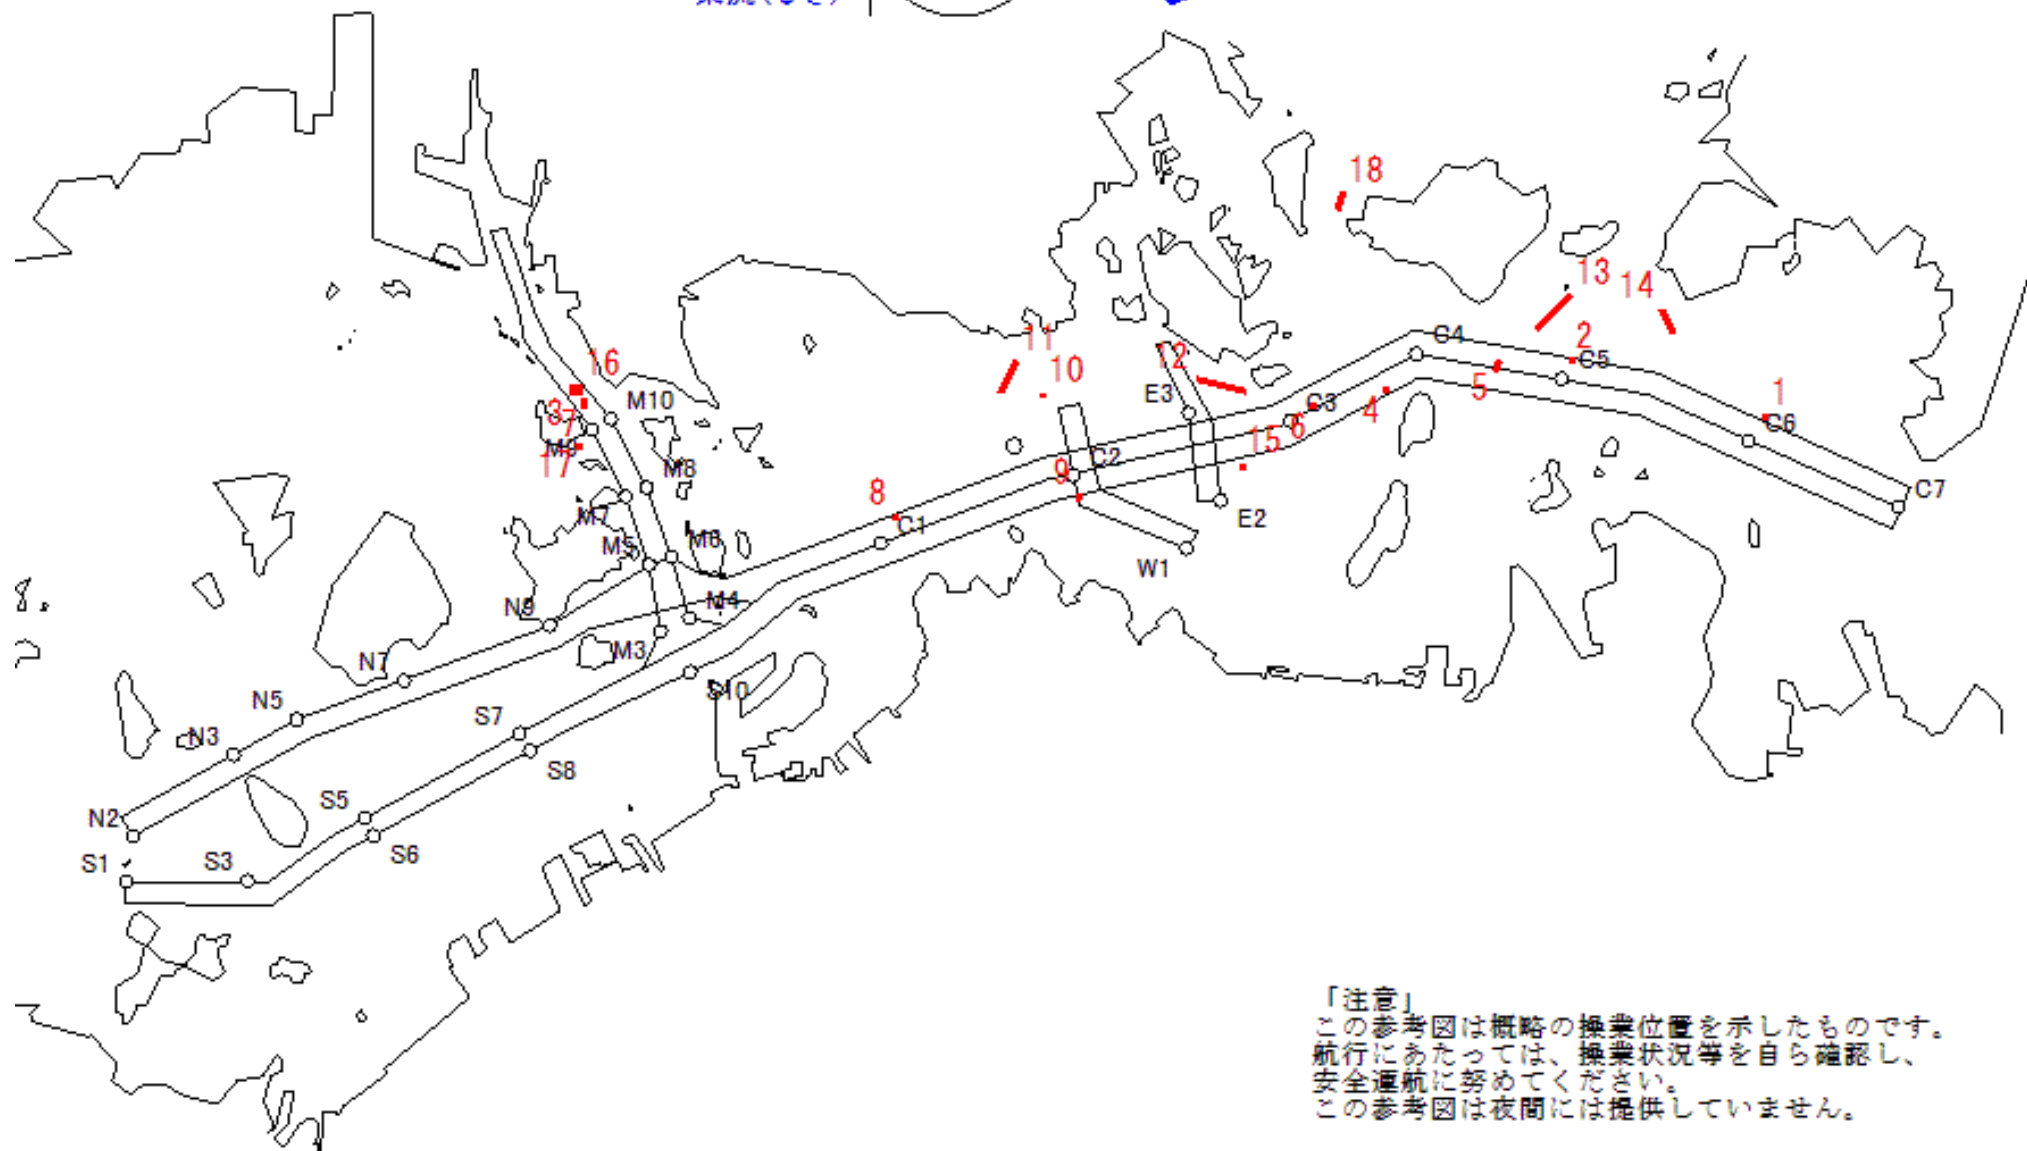 18
13
14
11
C4
2
C5
12
16
10
5
E3
1
3
M10
C3
4
7
6
C6
M9
15
17
M8
9
C2
C7
8
E2
M7
C1
M5
M6
W1
N9
M4
M3
N7
S10
N5
S7
N3
S8
S5
N2
S6
S1
S3
「注意」
この参考図は概略の操業位置を示したものです。
航行にあたっては、操業状況等を自ら確認し、
安全運航に努めてください。
この参考図は夜間には提供していません。